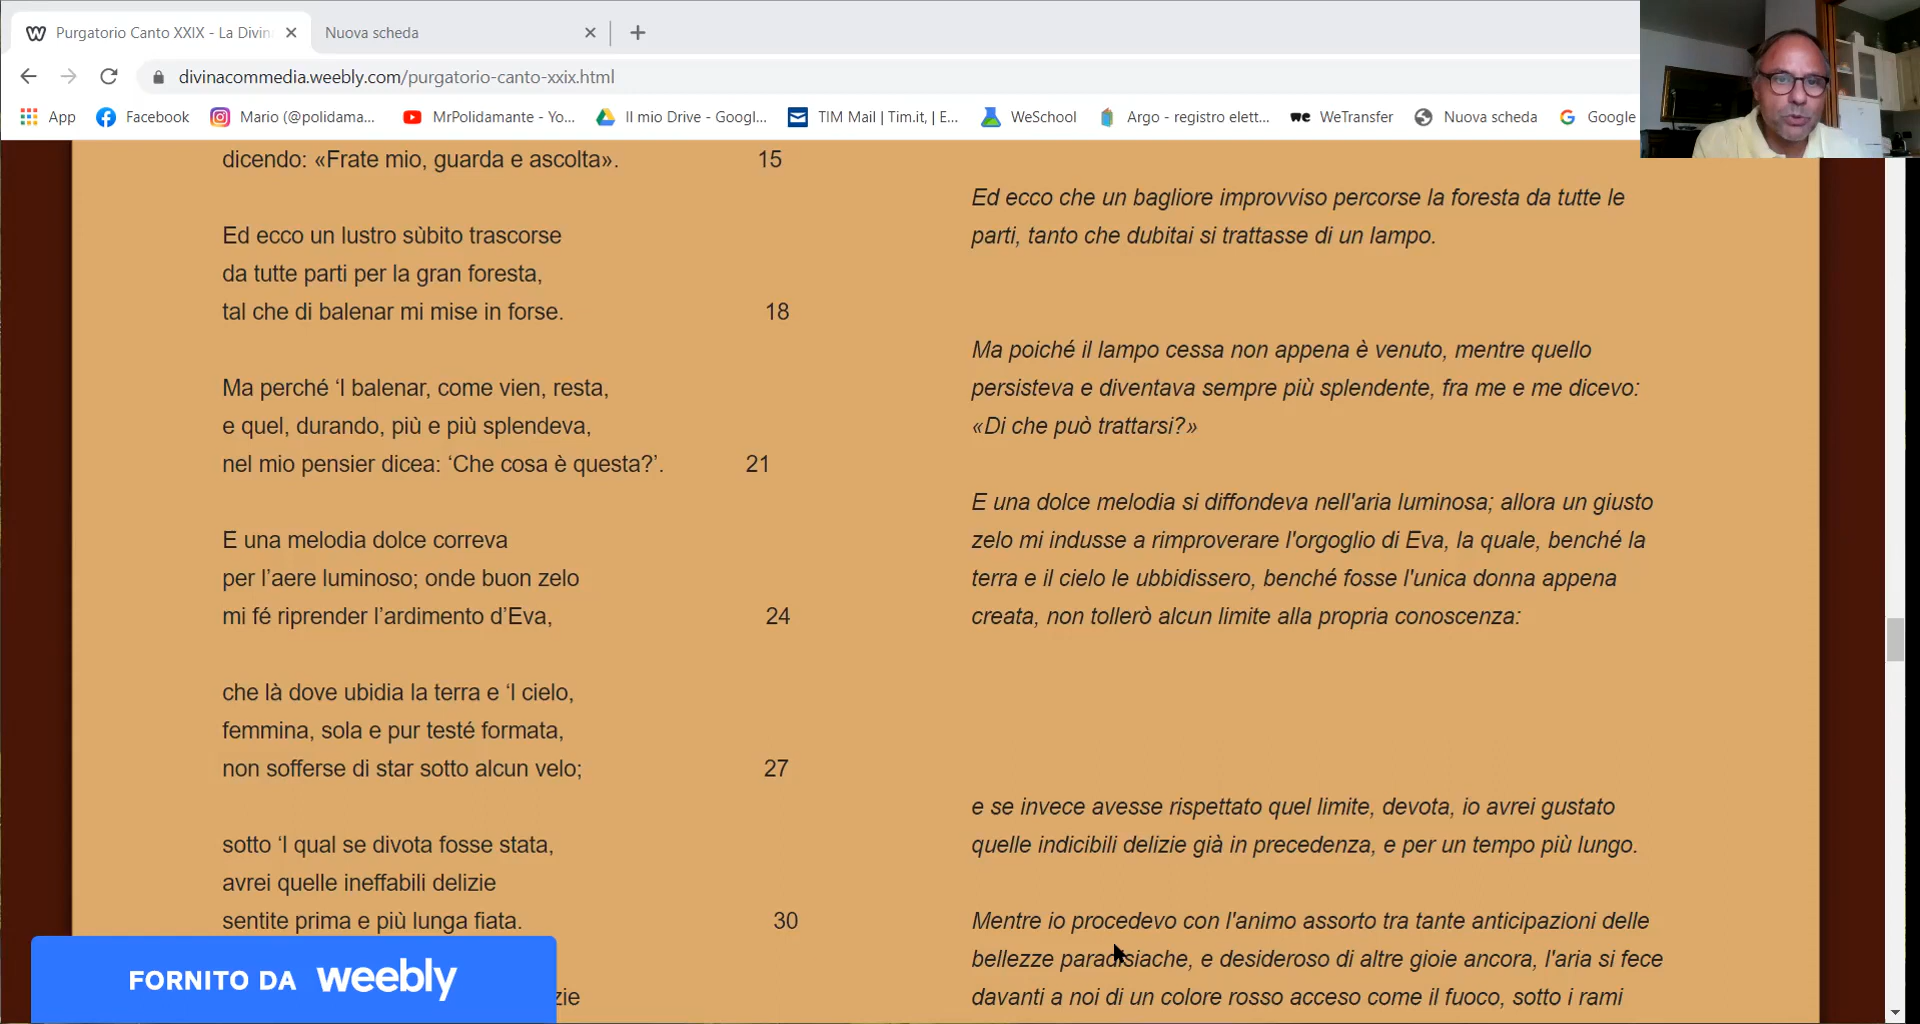 Purgatorio Canto XXIX - La Divin
Nuova scheda
divinacommedia.weebly.com/purgatorio-canto-xxix.html
App
Facebook
Mario (@polidama...
MrPolidamante - Yo...
Il mio Drive - Googl...
TIM Mail | Tim.it, | E...
WeSchool
Argo - registro elett...
WeTransfer
Nuova scheda
Google
dicendo: «Frate mio, guarda e ascolta». 15
Ed ecco un lustro sùbito trascorse
da tutte parti per la gran foresta,
tal che di balenar mi mise in forse. 18
Ma perché ‘l balenar, come vien, resta,
e quel, durando, più e più splendeva,
nel mio pensier dicea: ‘Che cosa è questa?’. 21
E una melodia dolce correva
per l’aere luminoso; onde buon zelo
mi fé riprender l’ardimento d’Eva, 24
che là dove ubidia la terra e ‘l cielo,
femmina, sola e pur testé formata,
non sofferse di star sotto alcun velo; 27
sotto ‘l qual se divota fosse stata,
avrei quelle ineffabili delizie
sentite prima e più lunga fiata. 30
zie
Ed ecco che un bagliore improvviso percorse la foresta da tutte le
parti, tanto che dubitai si trattasse di un lampo.
Ma poiché il lampo cessa non appena è venuto, mentre quello
persisteva e diventava sempre più splendente, fra me e me dicevo:
«Di che può trattarsi?»
E una dolce melodia si diffondeva nell'aria luminosa; allora un giusto
zelo mi indusse a rimproverare l'orgoglio di Eva, la quale, benché la
terra e il cielo le ubbidissero, benché fosse l'unica donna appena
creata, non tollerò alcun limite alla propria conoscenza:
e se invece avesse rispettato quel limite, devota, io avrei gustato
quelle indicibili delizie già in precedenza, e per un tempo più lungo.
Mentre io procedevo con l'animo assorto tra tante anticipazioni delle
bellezze paradisiache, e desideroso di altre gioie ancora, l'aria si fece
davanti a noi di un colore rosso acceso come il fuoco, sotto i rami
FORNITO DA weebly